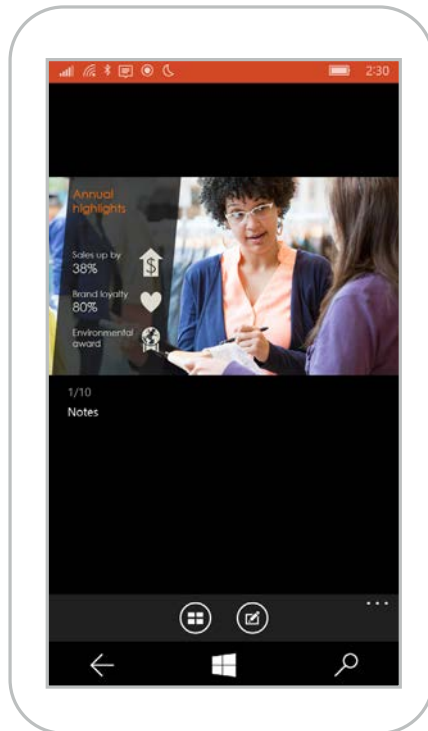 2:30
Annual
highlights
Sales up by
38%
$
Brand loyalty
80%
Environmental
award
1/10
Notes
...